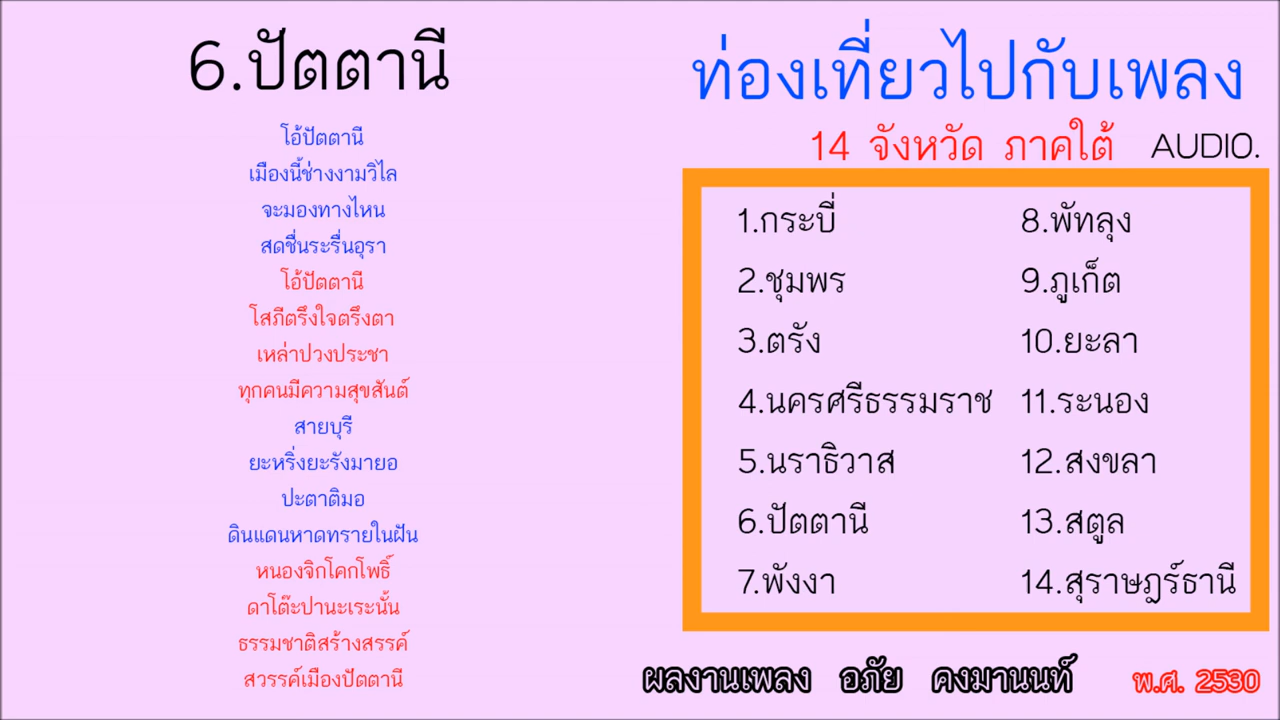 6.ปัตตานี
โอ้ปัตตานี
เมืองนี้ช่างงามวิไล
จะมองทางไหน
สดชื่นระรื่นอุรา
โอ้ปัตตานี
โสภีตรึงใจตรึงตา
เหล่าปวงประชา
ทุกคนมีความสุขสันต์
สายบุรี
ยะหริ่งยะรังมายอ
ปะตาติมอ
ดินแดนหาดทรายในฝัน
หนองจิกโคกโพธิ์
ดาโต๊ะปานะเระนั้น
ธรรมชาติสร้างสรรค์
สวรรค์เมืองปัตตานี
ท่องเที่ยวไปกับเพลง
14 จังหวัด ภาคใต้ AUDIO.
1.กระบี่
2.ชุมพร
3.ตรัง
4.นครศรีธรรมราช
5.นราธิวาส
6.ปัตตานี
7.พังงา
8.พัทลุง
9.ภูเก็ต
10.ยะลา
11.ระนอง
12.สงขลา
13.สตูล
14.สุราษฎร์ธานี
ผลงานเพลง อภัย คงมานนท์ พ.ศ. 2530